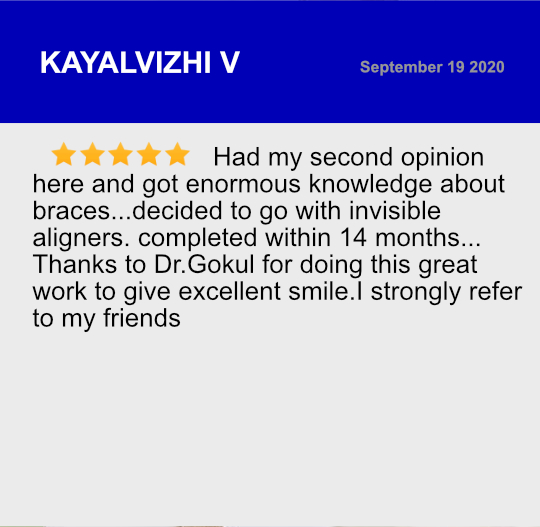 KAYALVIZHI V
September 19 2020
Had my second opinion
here and got enormous knowledge about
braces...decided to go with invisible
aligners. completed within 14 months...
Thanks to Dr.Gokul for doing this great
work to give excellent smile.I strongly refer
to my friends